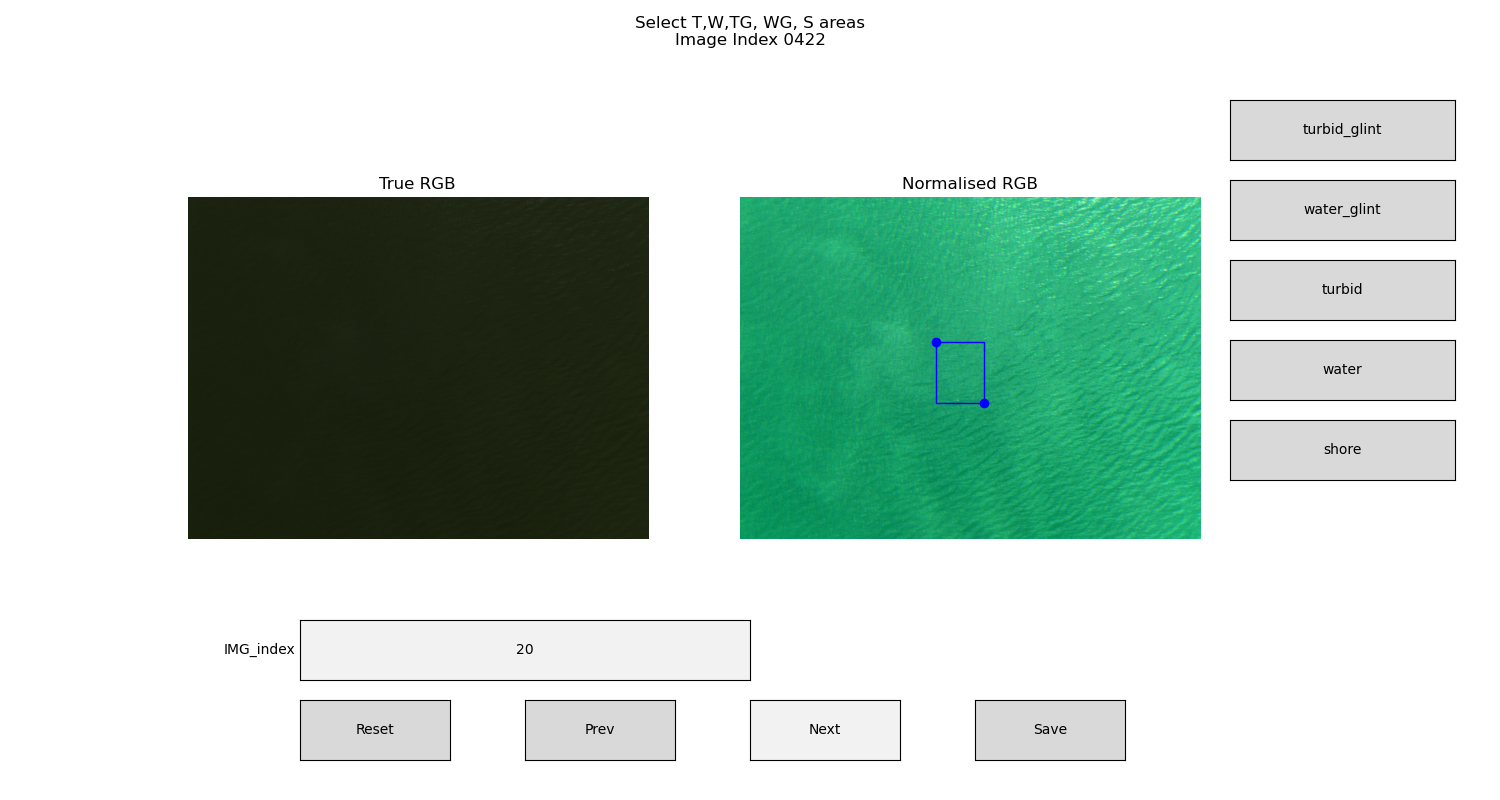 Select T,W,TG, WG, S areas
Image Index 0422
True RGB
Normalised RGB
turbid_glint
water_glint
turbid
water
shore
IMG_index
20
Reset
Prev
Next
Save